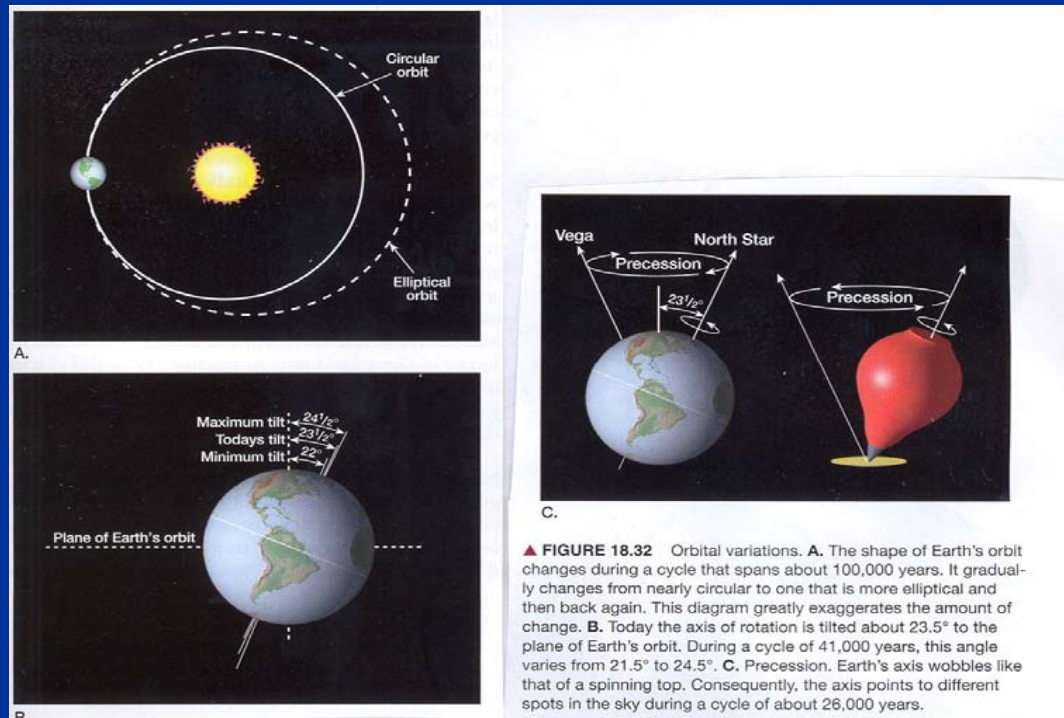 Circular
orbit
Elliptical
orbit
A.
Maximum tilt 24 1/2°
Todays tilt 23 1/2°
Minimum tilt 22°
Plane of Earth's orbit
B.
Vega
North Star
Precession
23 1/2°
Precession
C.
▲ FIGURE 18.32 Orbital variations. A. The shape of Earth's orbit
changes during a cycle that spans about 100,000 years. It gradual-
ly changes from nearly circular to one that is more elliptical and
then back again. This diagram greatly exaggerates the amount of
change. B. Today the axis of rotation is tilted about 23.5° to the
plane of Earth's orbit. During a cycle of 41,000 years, this angle
varies from 21.5° to 24.5°. C. Precession. Earth's axis wobbles like
that of a spinning top. Consequently, the axis points to different
spots in the sky during a cycle of about 26,000 years.